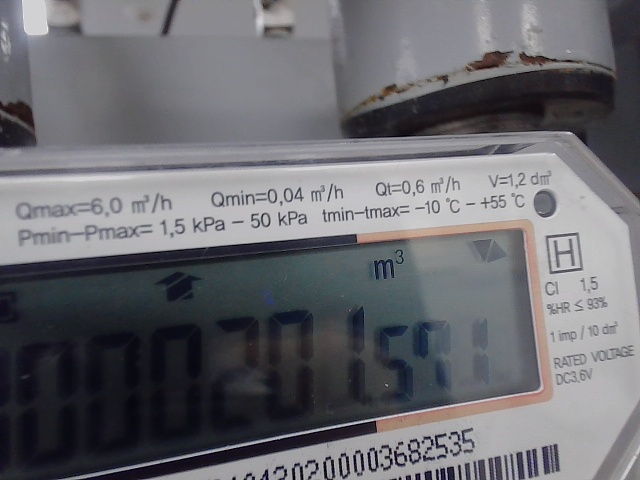 Qmax=6,0 m³/h Qmin=0,04 m³/h Qt=0,6 m³/h V=1,2 dm³
Pmin-Pmax= 1,5 kPa - 50 kPa tmin-tmax= -10 °C - +55 °C
H
m³
Cl 1,5
%HR ≤ 93%
1 imp / 10 dm³
RATED VOLTAGE
DC3,6V